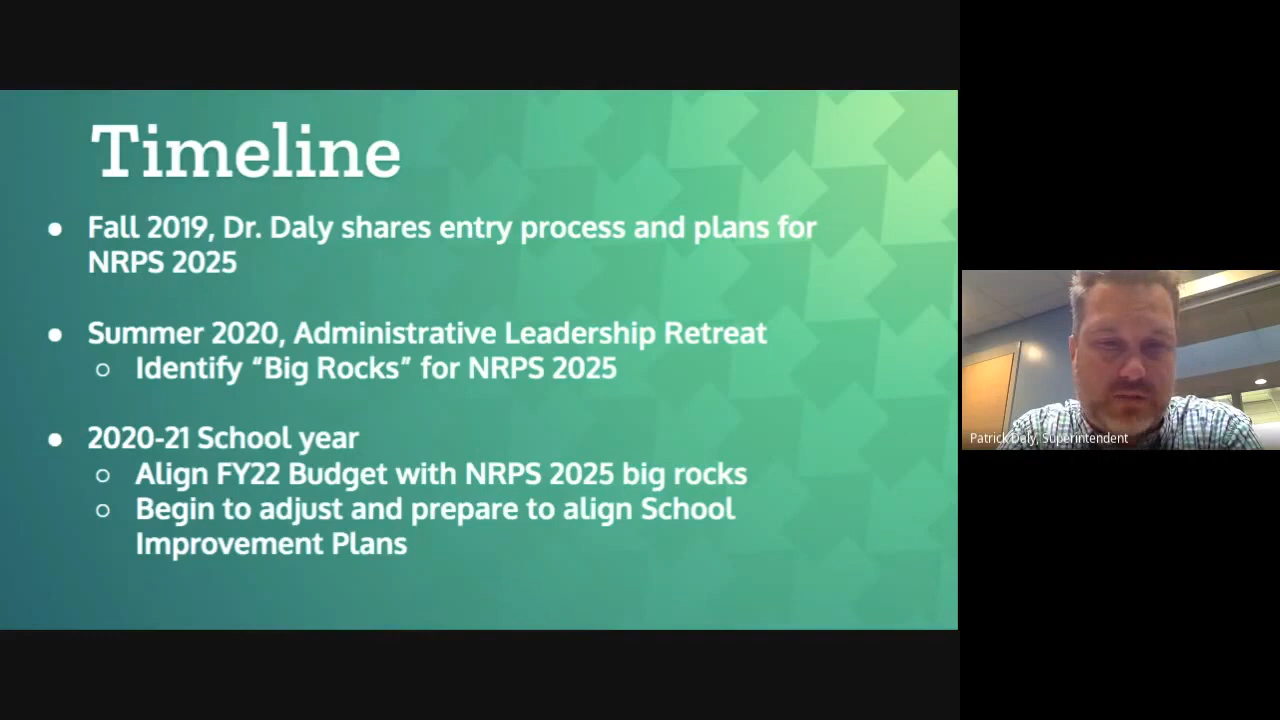 Timeline
● Fall 2019, Dr. Daly shares entry process and plans for
NRPS 2025
● Summer 2020, Administrative Leadership Retreat
○ Identify “Big Rocks” for NRPS 2025
● 2020-21 School year
○ Align FY22 Budget with NRPS 2025 big rocks
○ Begin to adjust and prepare to align School
Improvement Plans
Patrick Daly, Superintendent